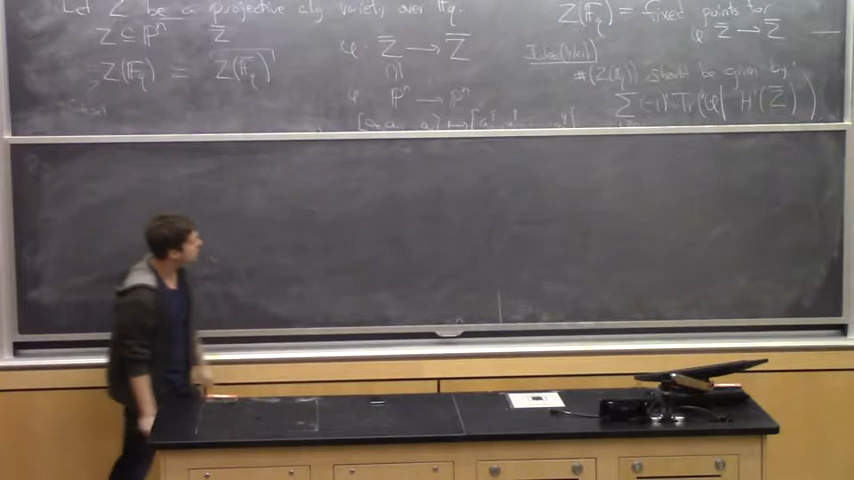 Let Z be a projective alg variety over F_q.
Z ⊆ P^n Z̄
Z(F_q) = Z̄(F̄_q)
φ: Z̄ → Z̄
∩|
φ P^n → P^n
Z(F_q) = fixed points for
φ Z̄ → Z̄
Idea (Weil)
#(Z(F_q)) should be given by
Σ (-1)^i Tr(φ | H^i(Z̄))